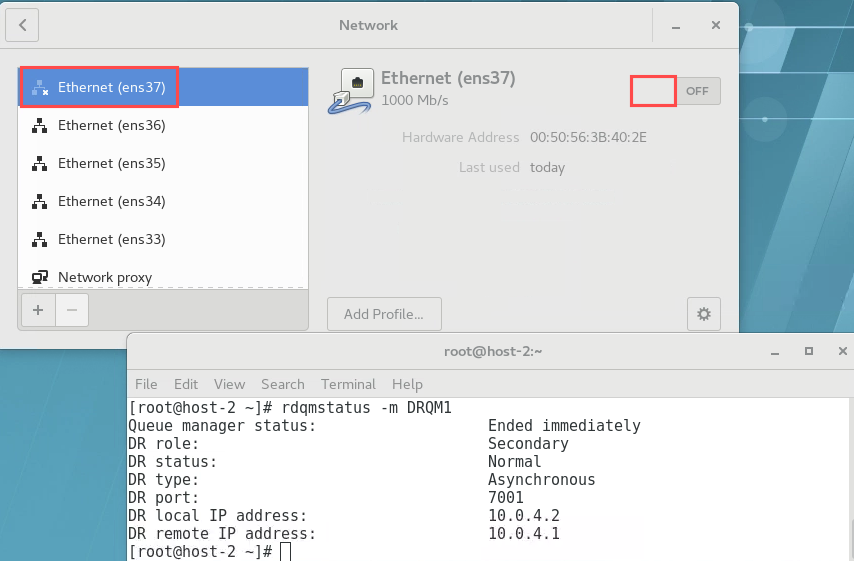 Network
Ethernet (ens37)
Ethernet (ens36)
Ethernet (ens35)
Ethernet (ens34)
Ethernet (ens33)
Network proxy
Ethernet (ens37)
1000 Mb/s
OFF
Hardware Address 00:50:56:3B:40:2E
Last used today
Add Profile...
root@host-2:~
File Edit View Search Terminal Help
[root@host-2 ~]# rdqmstatus -m DRQM1
Queue manager status: Ended immediately
DR role: Secondary
DR status: Normal
DR type: Asynchronous
DR port: 7001
DR local IP address: 10.0.4.2
DR remote IP address: 10.0.4.1
[root@host-2 ~]#